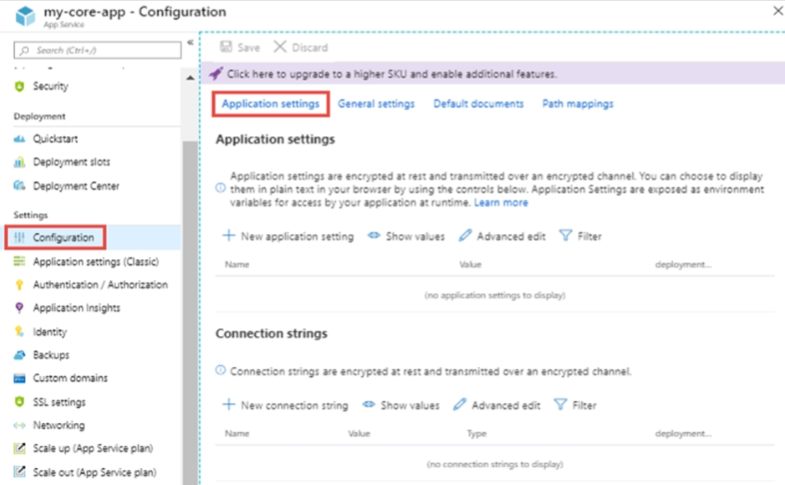 my-core-app - Configuration
App Service
Search (Ctrl+/)
Security
Deployment
Quickstart
Deployment slots
Deployment Center
Settings
Configuration
Application settings (Classic)
Authentication / Authorization
Application Insights
Identity
Backups
Custom domains
SSL settings
Networking
Scale up (App Service plan)
Scale out (App Service plan)
Save Discard
Click here to upgrade to a higher SKU and enable additional features.
Application settings General settings Default documents Path mappings
Application settings
Application settings are encrypted at rest and transmitted over an encrypted channel. You can choose to display
them in plain text in your browser by using the controls below. Application Settings are exposed as environment
variables for access by your application at runtime. Learn more
New application setting Show values Advanced edit Filter
Name Value deployment...
(no application settings to display)
Connection strings
Connection strings are encrypted at rest and transmitted over an encrypted channel.
New connection string Show values Advanced edit Filter
Name Value Type deployment...
(no connection strings to display)